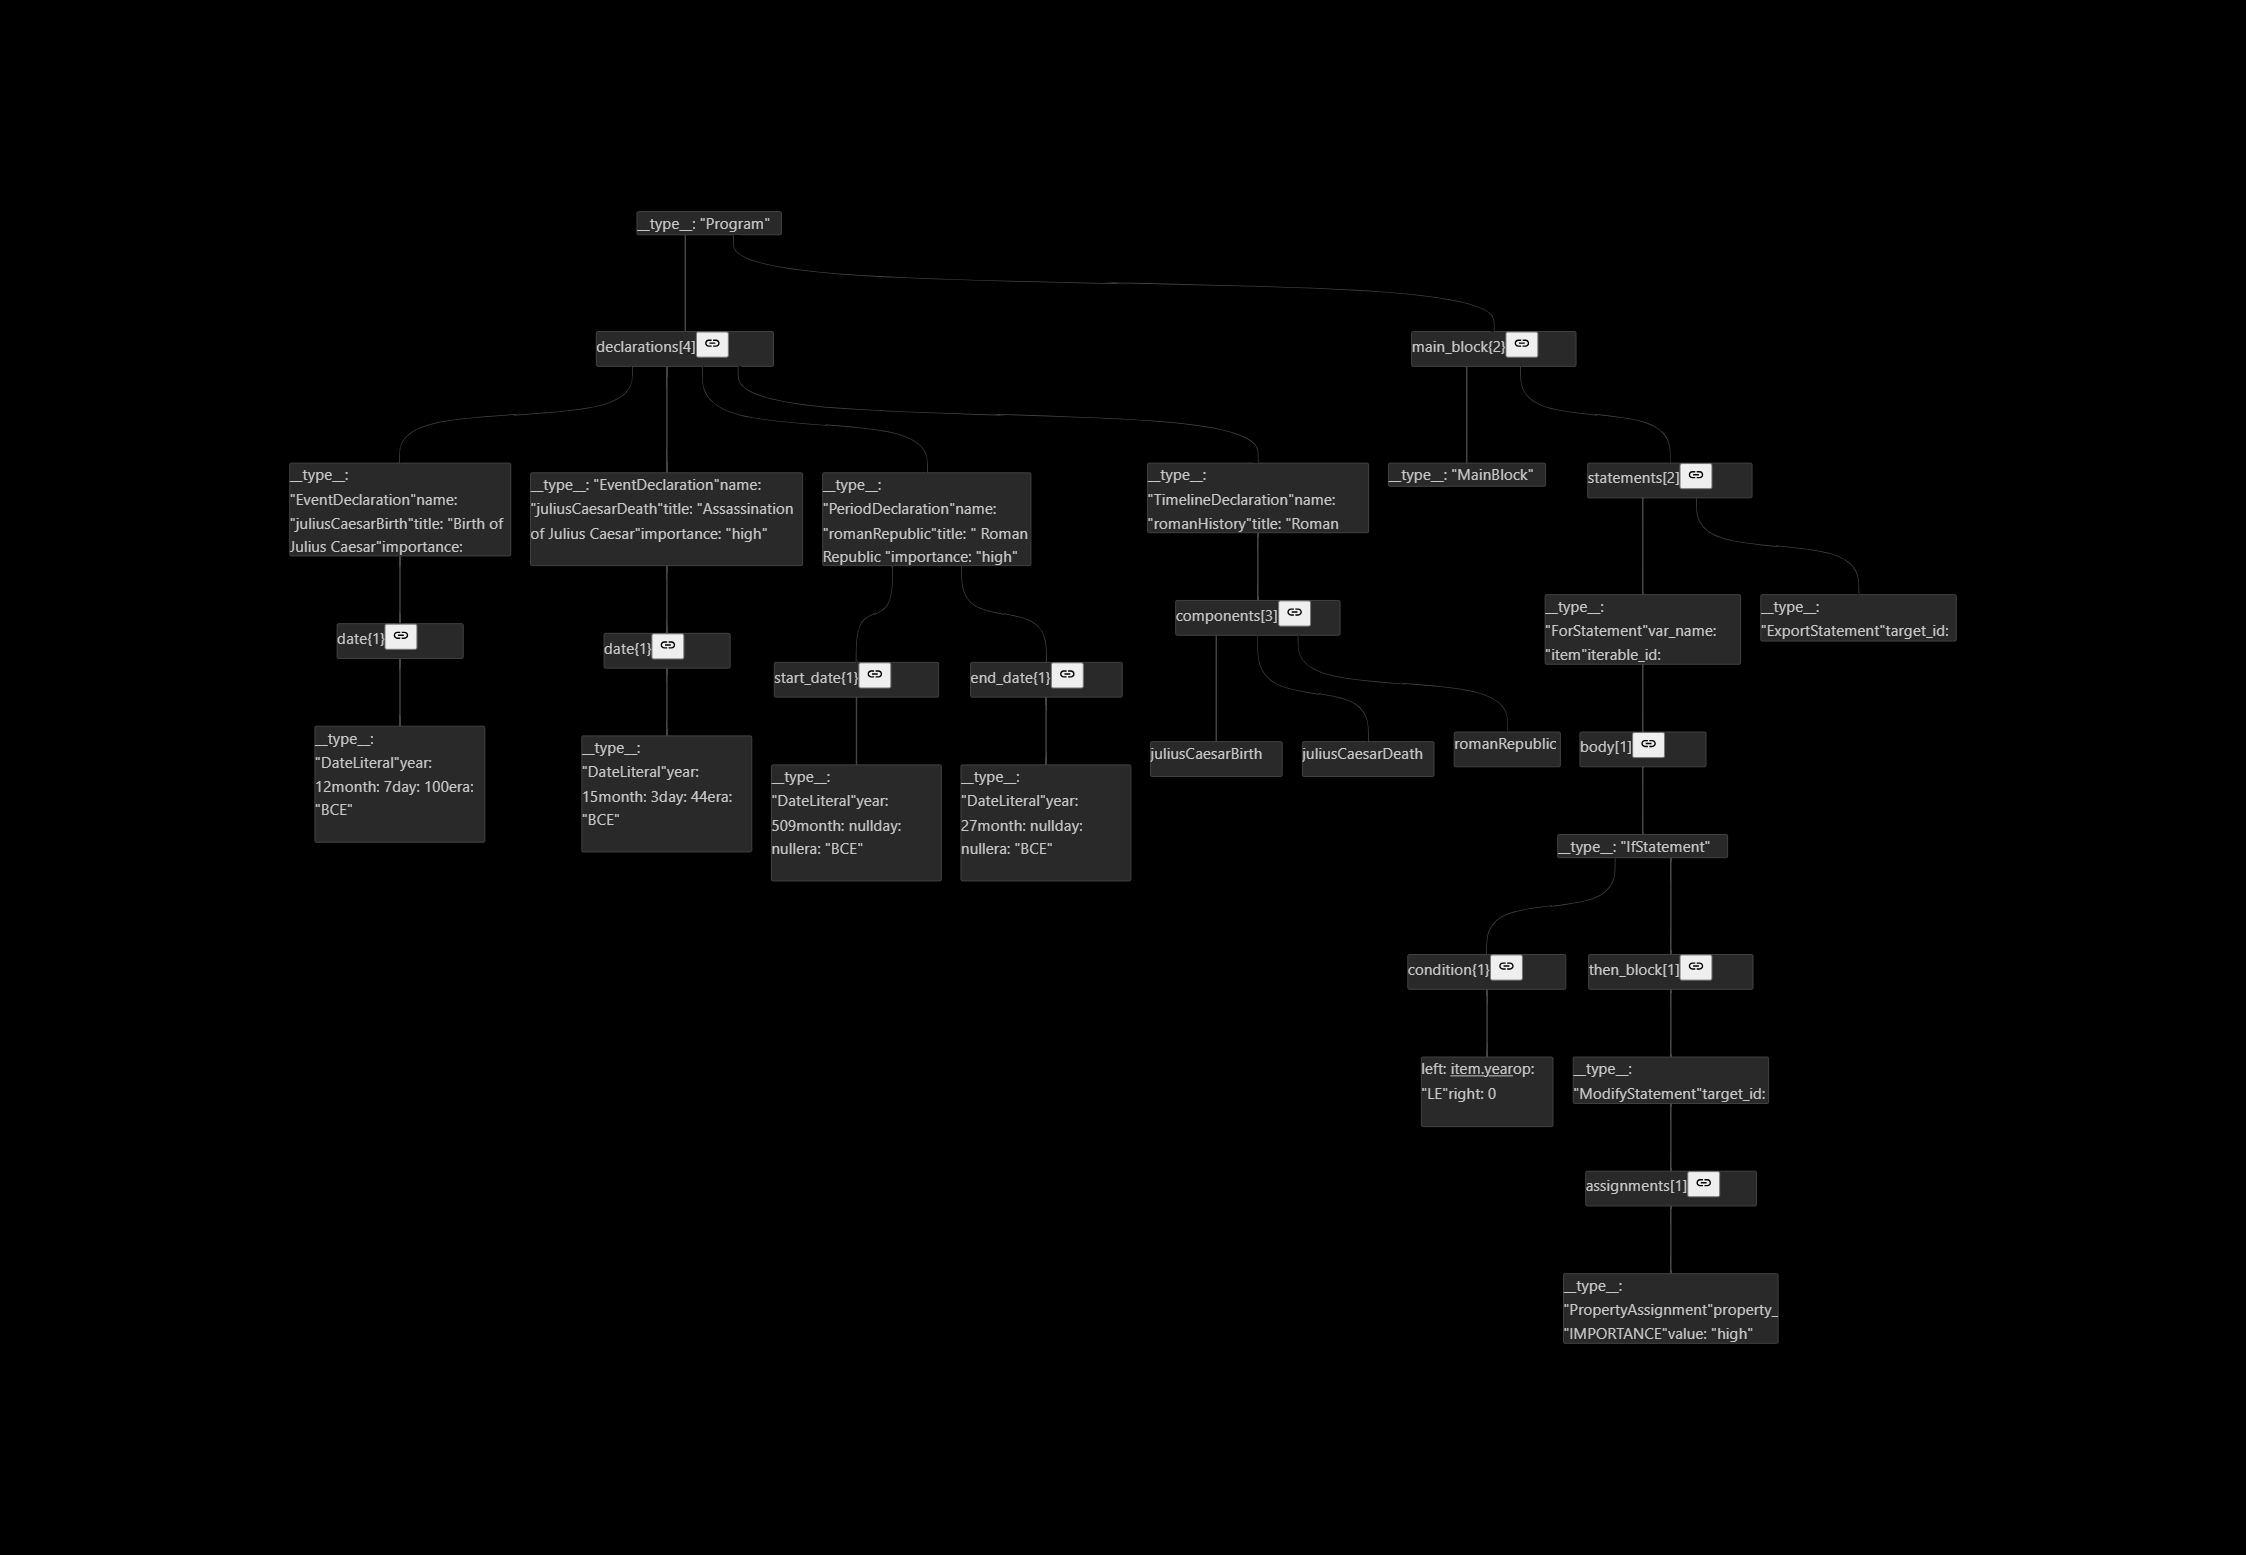 __type__: "Program"
declarations[4]
main_block{2}
__type__:
"EventDeclaration"name:
"juliusCaesarBirth"title: "Birth of
Julius Caesar"importance:
__type__: "EventDeclaration"name:
"juliusCaesarDeath"title: "Assassination
of Julius Caesar"importance: "high"
__type__:
"PeriodDeclaration"name:
"romanRepublic"title: " Roman
Republic "importance: "high"
__type__:
"TimelineDeclaration"name:
"romanHistory"title: "Roman
__type__: "MainBlock"
statements[2]
date{1}
date{1}
start_date{1}
end_date{1}
components[3]
__type__:
"ForStatement"var_name:
"item"iterable_id:
__type__:
"ExportStatement"target_id:
__type__:
"DateLiteral"year:
12month: 7day: 100era:
"BCE"
__type__:
"DateLiteral"year:
15month: 3day: 44era:
"BCE"
__type__:
"DateLiteral"year:
509month: nullday:
nullera: "BCE"
__type__:
"DateLiteral"year:
27month: nullday:
nullera: "BCE"
juliusCaesarBirth
juliusCaesarDeath
romanRepublic
body[1]
__type__: "IfStatement"
condition{1}
then_block[1]
left: item.yearop:
"LE"right: 0
__type__:
"ModifyStatement"target_id:
assignments[1]
__type__:
"PropertyAssignment"property_
"IMPORTANCE"value: "high"